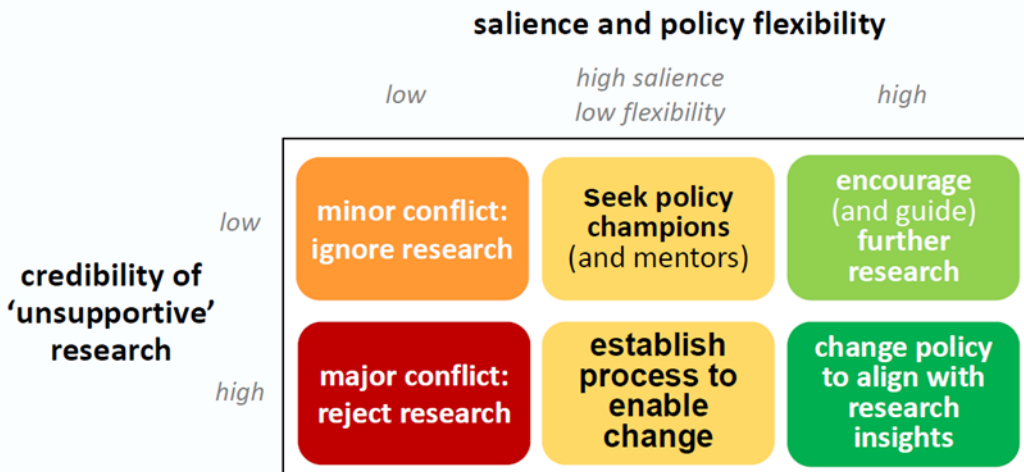 salience and policy flexibility
low
high salience
low flexibility
high
low
minor conflict:
ignore research
seek policy
champions
(and mentors)
encourage
(and guide)
further
research
credibility of
‘unsupportive’
research
high
major conflict:
reject research
establish
process to
enable
change
change policy
to align with
research
insights